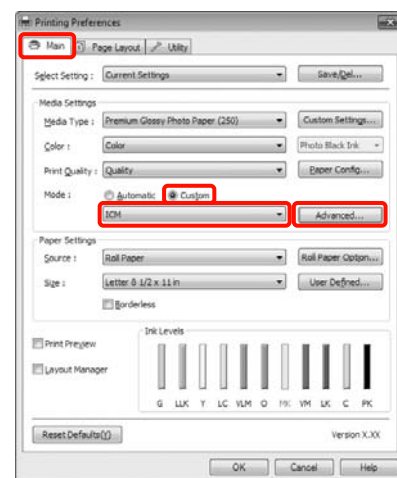 Printing Preferences
Main Page Layout Utility
Select Setting : Current Settings Save/Del...
Media Settings
Media Type : Premium Glossy Photo Paper (250) Custom Settings...
Color : Color Photo Black Ink
Print Quality : Quality Paper Config...
Mode : Automatic Custom
ICM Advanced...
Paper Settings
Source : Roll Paper Roll Paper Option...
Size : Letter 8 1/2 x 11 in User Defined...
Borderless
Ink Levels
Print Preview
Layout Manager
G LLK Y LC VLM O MK VM LK C PK
Reset Defaults(Y) Version X.XX
OK Cancel Help